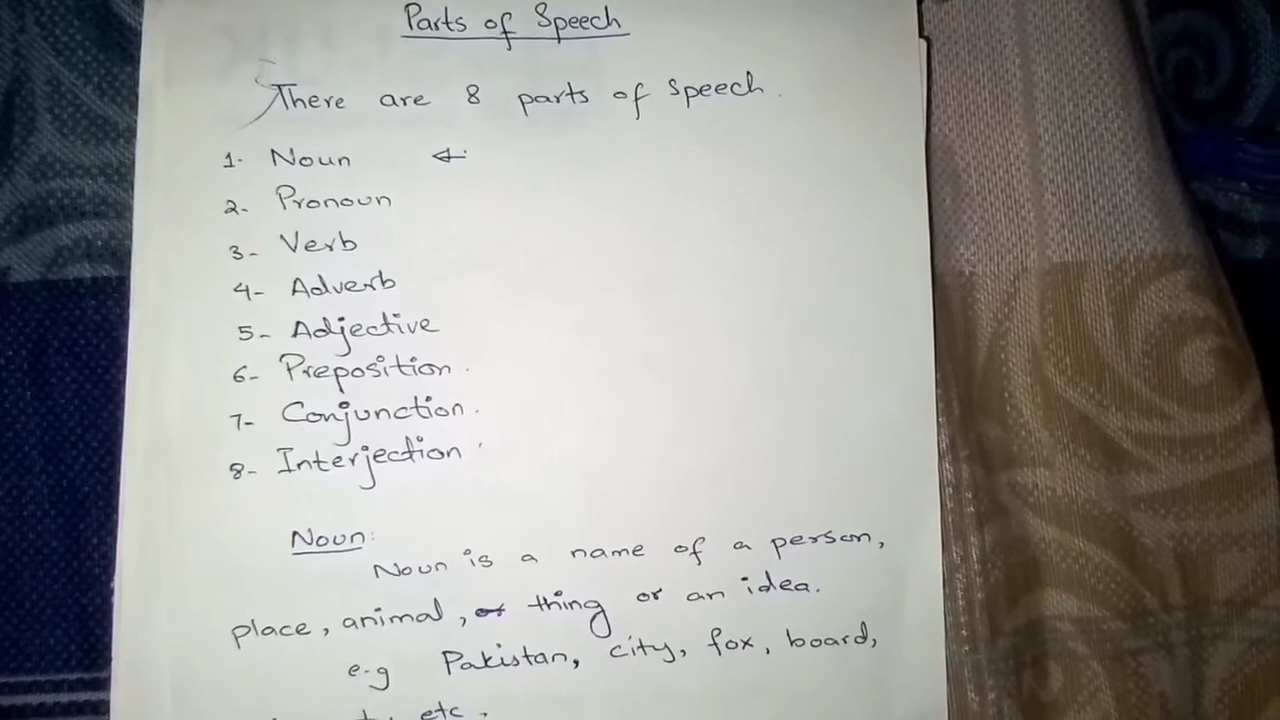 Parts of Speech
There are 8 parts of Speech.
1- Noun
2- Pronoun
3- Verb
4- Adverb
5- Adjective
6- Preposition.
7- Conjunction.
8- Interjection
Noun:
Noun is a name of a person,
place, animal, thing or an idea.
e.g Pakistan, city, fox, board,
etc.